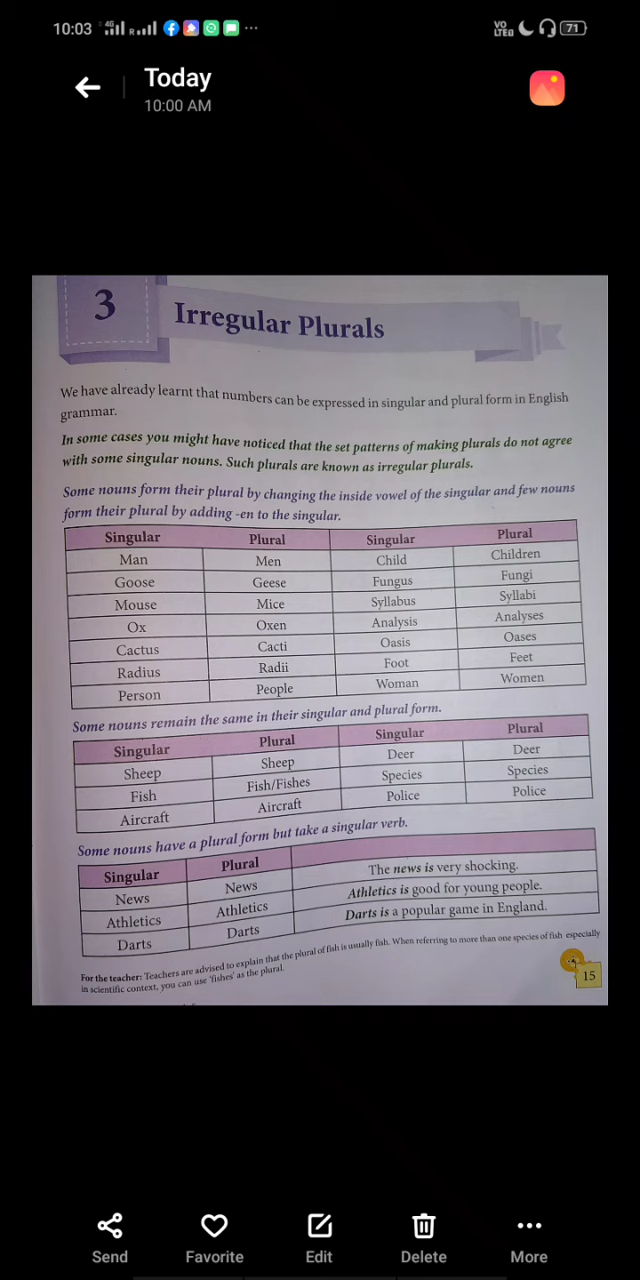 10:03 4G R VO LTE 71
Today
10:00 AM
3
Irregular Plurals
We have already learnt that numbers can be expressed in singular and plural form in English
grammar.
In some cases you might have noticed that the set patterns of making plurals do not agree
with some singular nouns. Such plurals are known as irregular plurals.
Some nouns form their plural by changing the inside vowel of the singular and few nouns
form their plural by adding -en to the singular.
Singular Plural Singular Plural
Man Men Child Children
Goose Geese Fungus Fungi
Mouse Mice Syllabus Syllabi
Ox Oxen Analysis Analyses
Cactus Cacti Oasis Oases
Radius Radii Foot Feet
Person People Woman Women
Some nouns remain the same in their singular and plural form.
Singular Plural Singular Plural
Sheep Sheep Deer Deer
Fish Fish/Fishes Species Species
Aircraft Aircraft Police Police
Some nouns have a plural form but take a singular verb.
Singular Plural
News News The news is very shocking.
Athletics Athletics Athletics is good for young people.
Darts Darts Darts is a popular game in England.
For the teacher: Teachers are advised to explain that the plural of fish is usually fish. When referring to more than one species of fish especially
in scientific context, you can use 'fishes' as the plural.
15
Send Favorite Edit Delete More